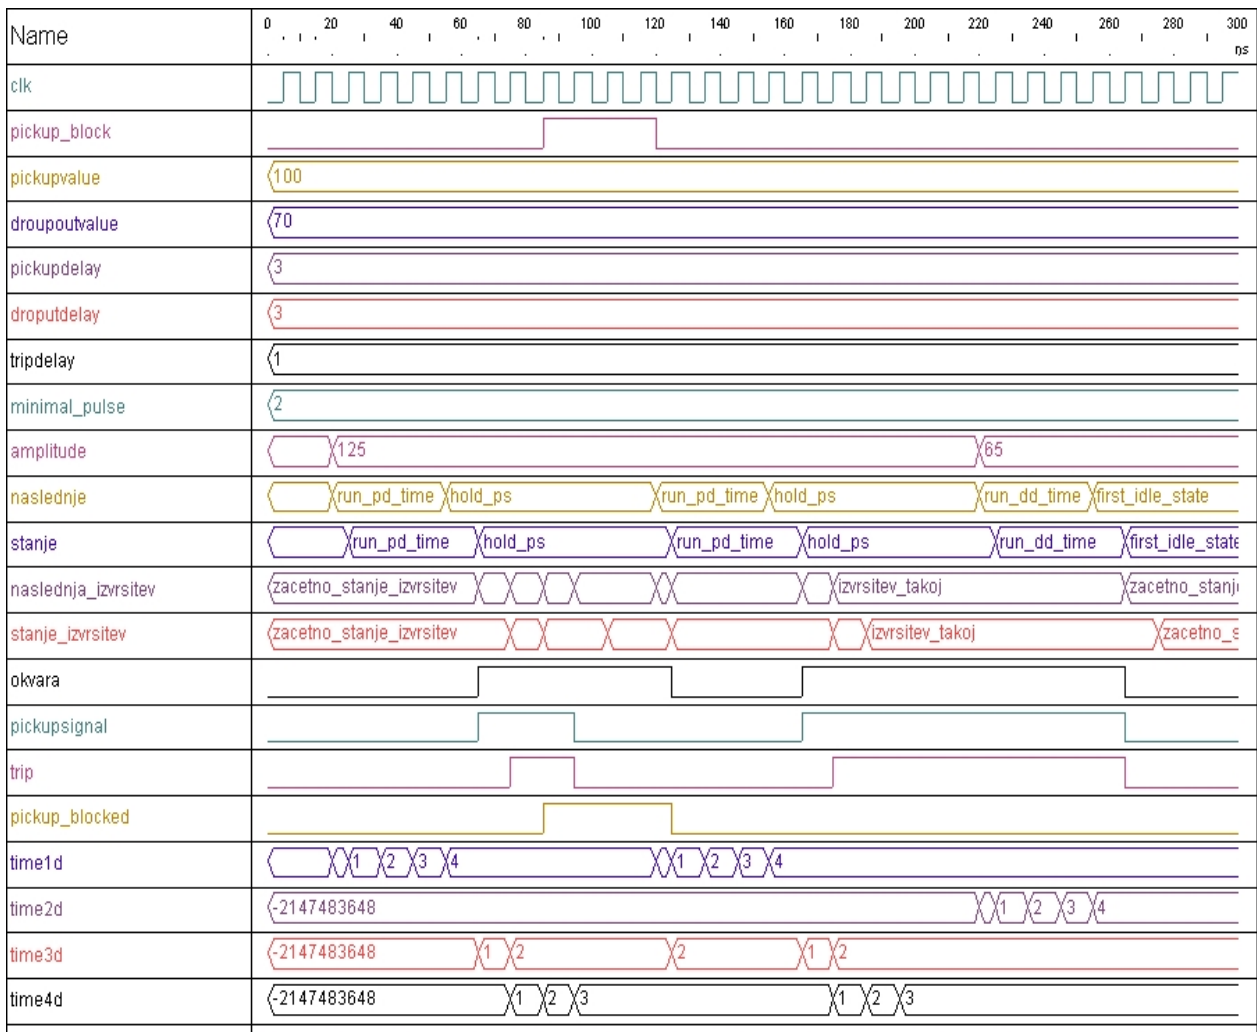 Name 0 20 40 60 80 100 120 140 160 180 200 220 240 260 280 300
ns
clk
pickup_block
pickupvalue 100
droupoutvalue 70
pickupdelay 3
droputdelay 3
tripdelay 1
minimal_pulse 2
amplitude 125 65
naslednje run_pd_time hold_ps run_pd_time hold_ps run_dd_time first_idle_state
stanje run_pd_time hold_ps run_pd_time hold_ps run_dd_time first_idle_state
naslednja_izvrsitev zacetno_stanje_izvrsitev izvrsitev_takoj zacetno_stanj
stanje_izvrsitev zacetno_stanje_izvrsitev izvrsitev_takoj zacetno_s
okvara
pickupsignal
trip
pickup_blocked
time1d 1 2 3 4 1 2 3 4
time2d -2147483648 1 2 3 4
time3d -2147483648 1 2 2 1 2
time4d -2147483648 1 2 3 1 2 3